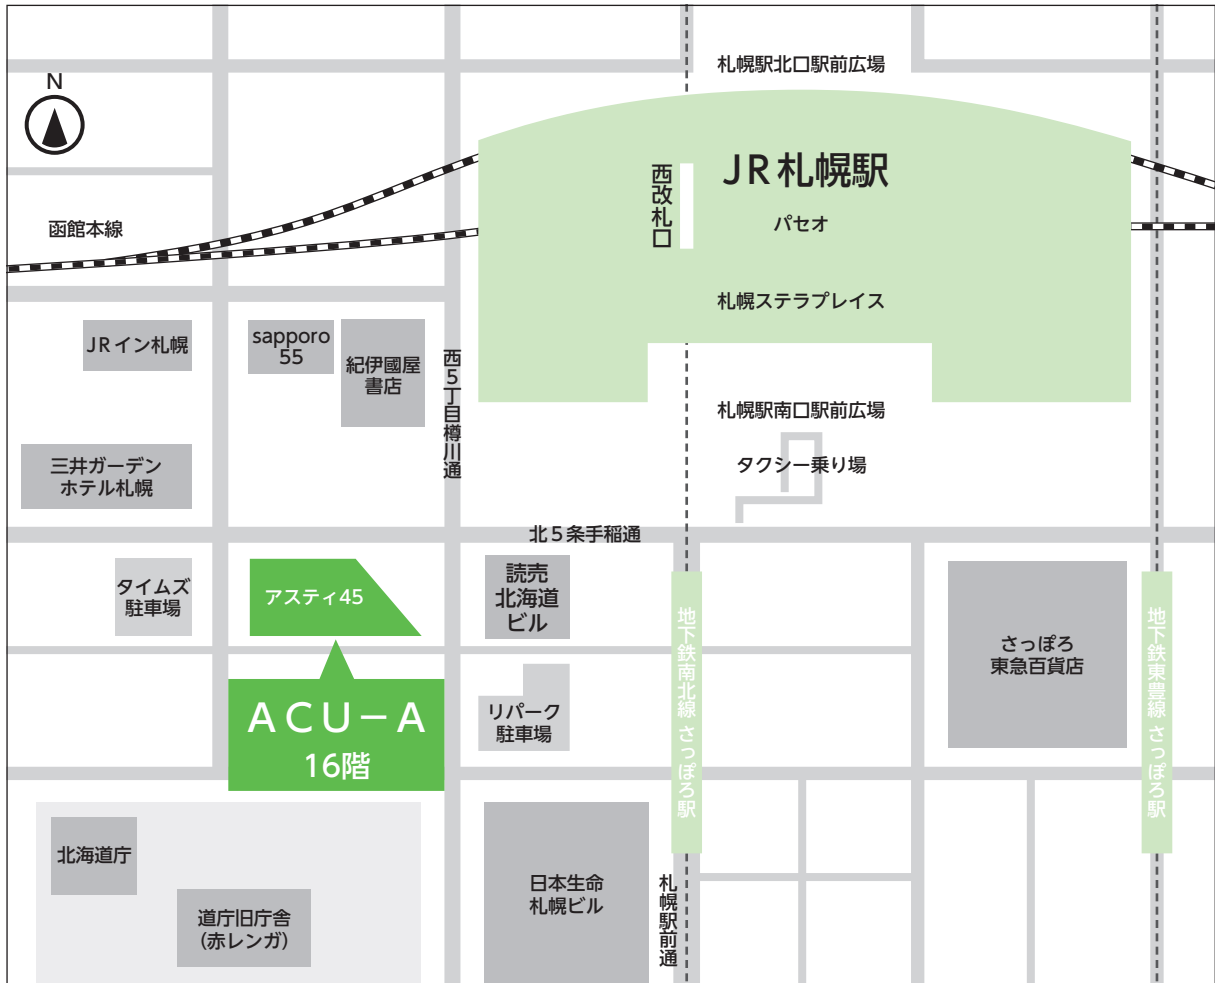 札幌駅北口駅前広場
N
JR札幌駅
西改札口
パセオ
函館本線
札幌ステラプレイス
JRイン札幌
sapporo
55
紀伊國屋
書店
西5丁目樽川通
札幌駅南口駅前広場
タクシー乗り場
三井ガーデン
ホテル札幌
北5条手稲通
タイムズ
駐車場
アスティ45
読売
北海道
ビル
地下鉄南北線 さっぽろ駅
さっぽろ
東急百貨店
地下鉄東豊線 さっぽろ駅
ACU－A
16階
リパーク
駐車場
北海道庁
道庁旧庁舎
(赤レンガ)
日本生命
札幌ビル
札幌駅前通